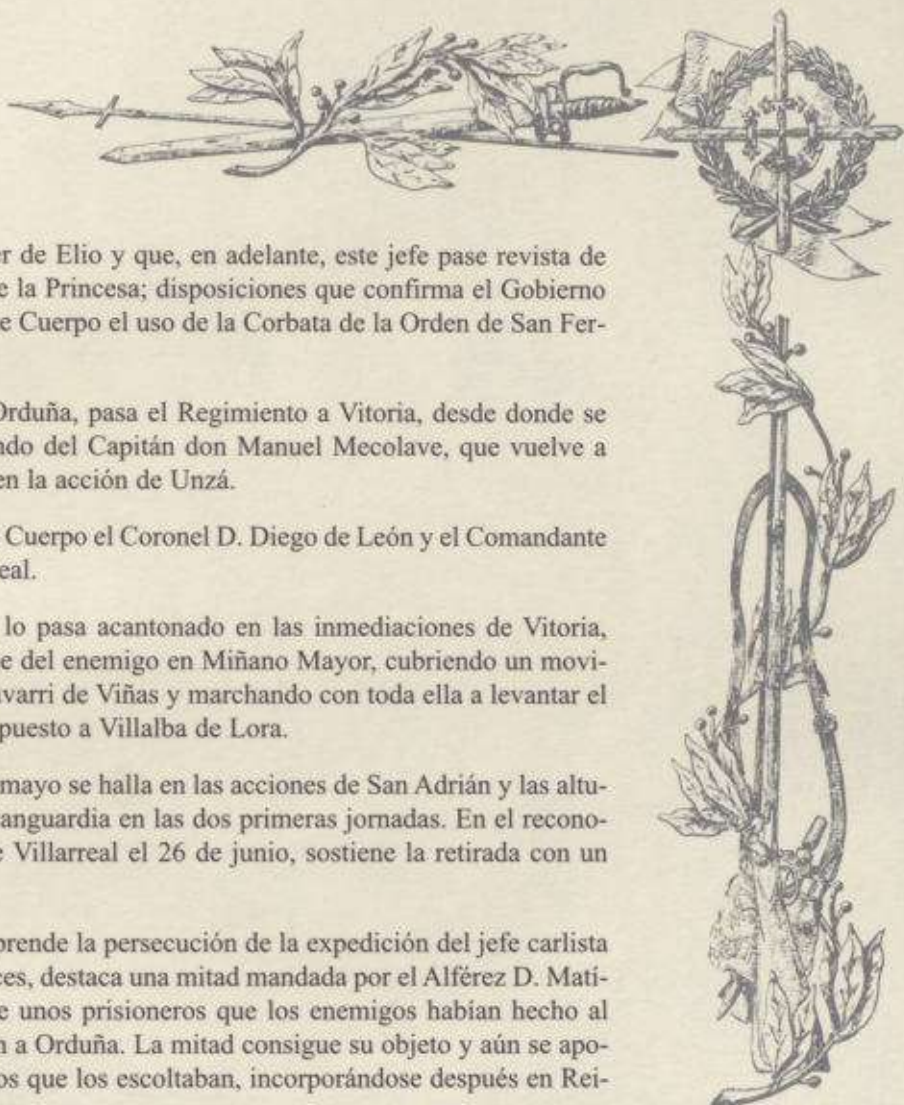 r de Elio y que, en adelante, este jefe pase revista de
e la Princesa; disposiciones que confirma el Gobierno
e Cuerpo el uso de la Corbata de la Orden de San Fer-
Orduña, pasa el Regimiento a Vitoria, desde donde se
ndo del Capitán don Manuel Mecolave, que vuelve a
en la acción de Unzá.
Cuerpo el Coronel D. Diego de León y el Comandante
eal.
lo pasa acantonado en las inmediaciones de Vitoria,
e del enemigo en Miñano Mayor, cubriendo un movi-
avarri de Viñas y marchando con toda ella a levantar el
puesto a Villalba de Lora.
mayo se halla en las acciones de San Adrián y las altu-
anguardia en las dos primeras jornadas. En el recono-
e Villarreal el 26 de junio, sostiene la retirada con un
prende la persecución de la expedición del jefe carlista
ces, destaca una mitad mandada por el Alférez D. Matí-
e unos prisioneros que los enemigos habían hecho al
n a Orduña. La mitad consigue su objeto y aún se apo-
os que los escoltaban, incorporándose después en Rei-